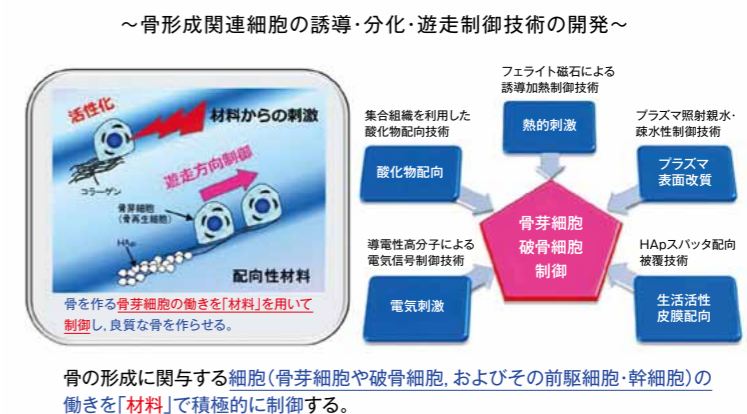 ～骨形成関連細胞の誘導・分化・遊走制御技術の開発～
活性化
材料からの刺激
コラーゲン
遊走方向制御
骨芽細胞
(骨再生細胞)
HAp
配向性材料
骨を作る骨芽細胞の働きを「材料」を用いて
制御し、良質な骨を作らせる。
フェライト磁石による
誘導加熱制御技術
熱的刺激
集合組織を利用した
酸化物配向技術
酸化物配向
プラズマ照射親水・
疎水性制御技術
プラズマ
表面改質
骨芽細胞
破骨細胞
制御
導電性高分子による
電気信号制御技術
電気刺激
HApスパッタ配向
被覆技術
生活活性
皮膜配向
骨の形成に関与する細胞(骨芽細胞や破骨細胞, およびその前駆細胞・幹細胞)の
働きを「材料」で積極的に制御する。